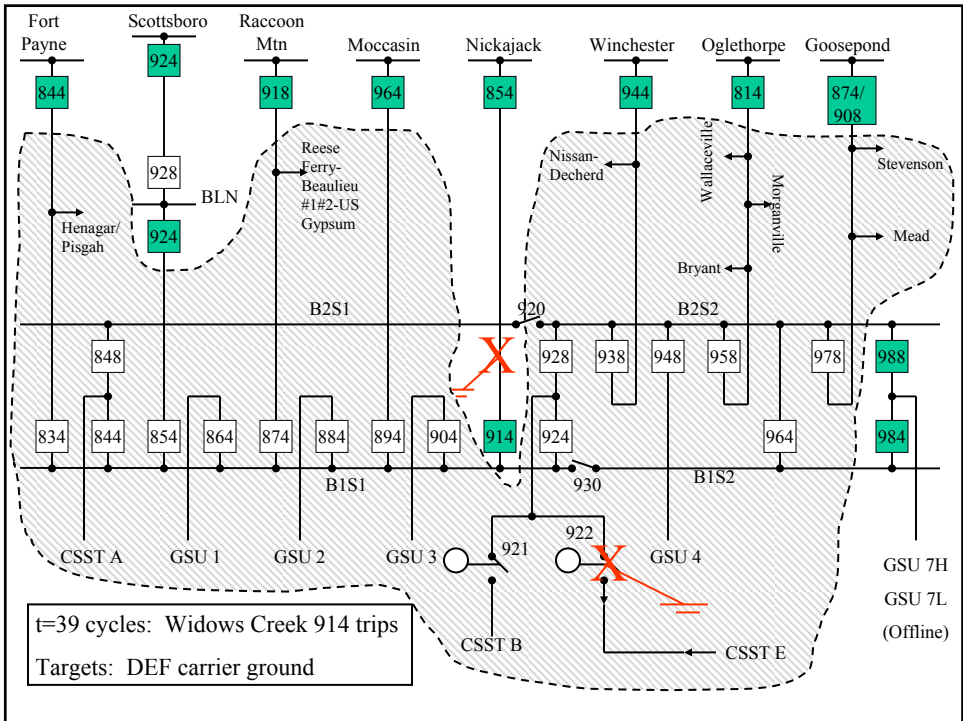 Fort
Payne
Scottsboro
Raccoon
Mtn
Moccasin
Nickajack
Winchester
Oglethorpe
Goosepond
844
924
918
964
854
944
814
874/
908
928
BLN
924
Henagar/
Pisgah
Reese
Ferry-
Beaulieu
#1#2-US
Gypsum
Nissan-
Decherd
Wallaceville
Morganville
Bryant
Stevenson
Mead
B2S1
920
B2S2
848
928
938
948
958
978
988
X
834
844
854
864
874
884
894
904
914
924
964
984
B1S1
930
B1S2
CSST A
GSU 1
GSU 2
GSU 3
921
922
X
GSU 4
GSU 7H
GSU 7L
(Offline)
CSST B
CSST E
t=39 cycles: Widows Creek 914 trips
Targets: DEF carrier ground